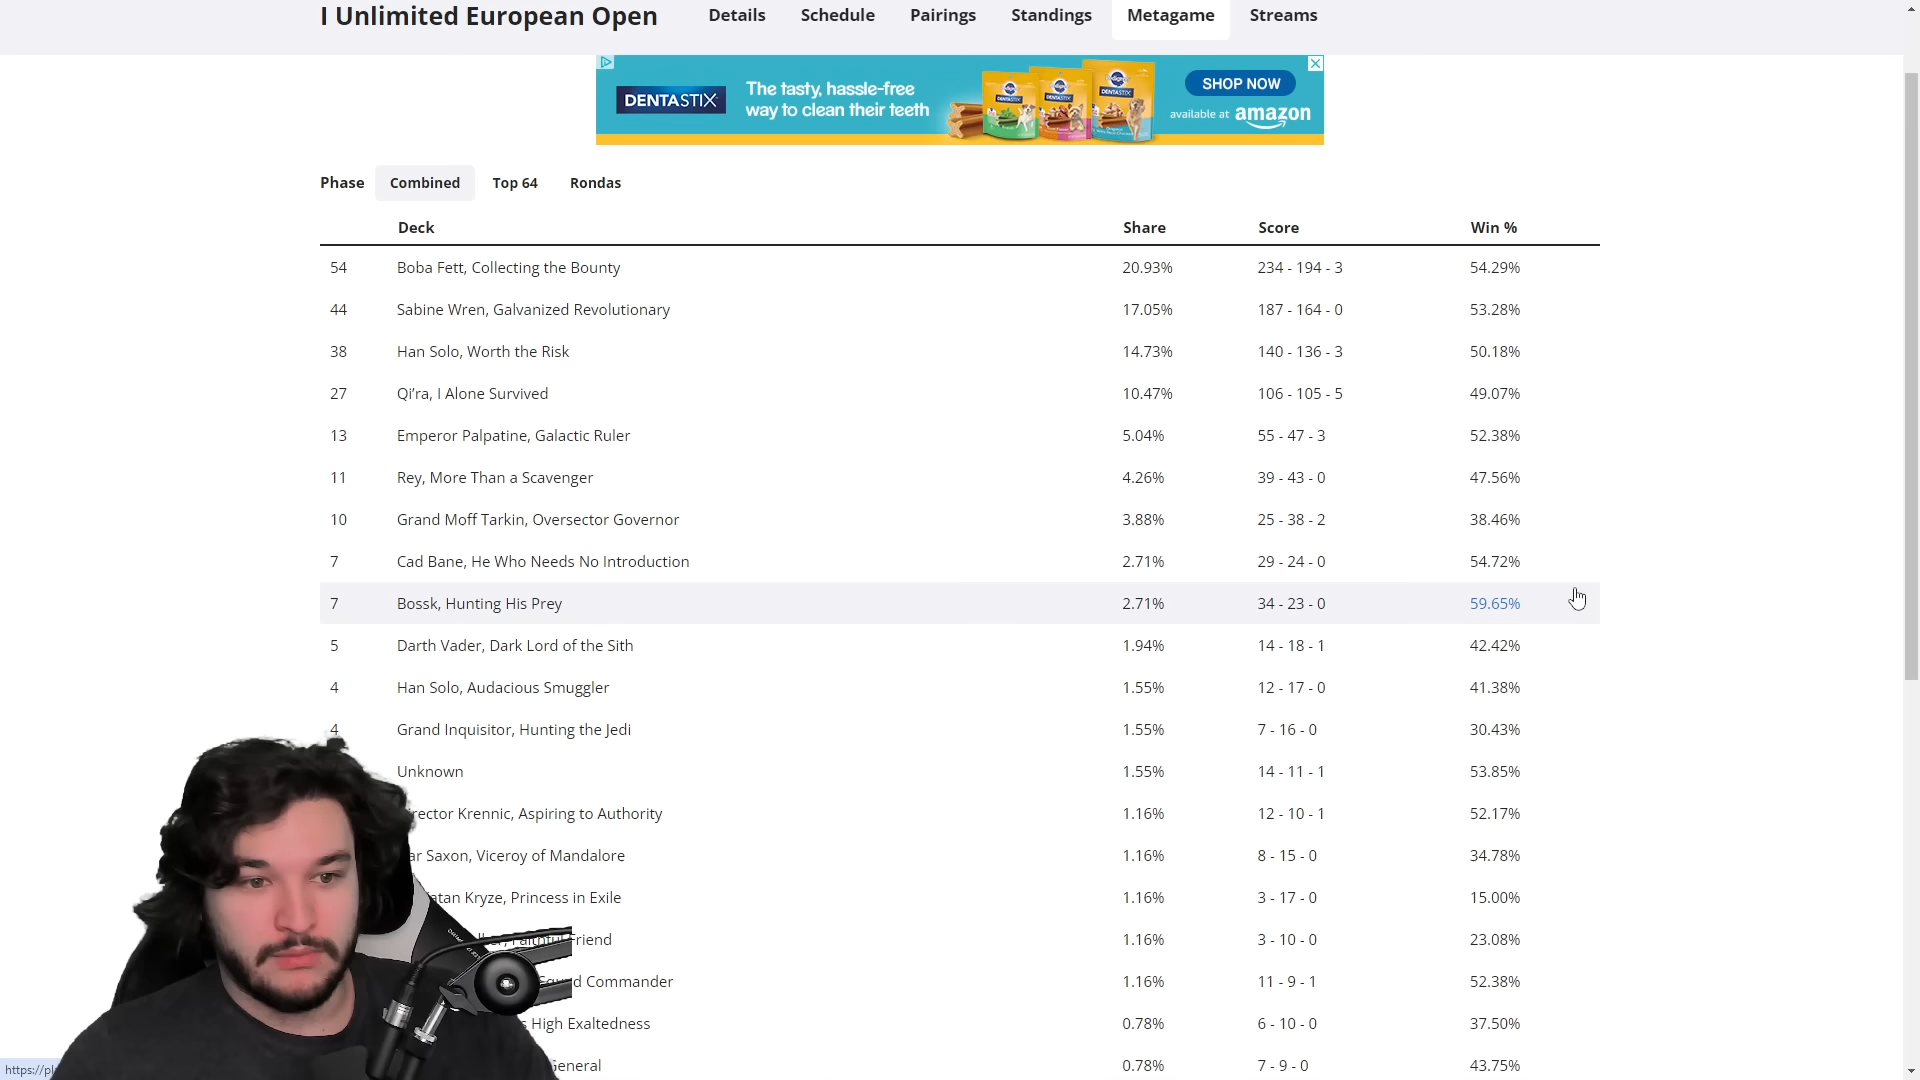 I Unlimited European Open Details Schedule Pairings Standings Metagame Streams
DENTASTIX The tasty, hassle-free way to clean their teeth SHOP NOW available at amazon
Phase Combined Top 64 Rondas
Deck Share Score Win %
54 Boba Fett, Collecting the Bounty 20.93% 234 - 194 - 3 54.29%
44 Sabine Wren, Galvanized Revolutionary 17.05% 187 - 164 - 0 53.28%
38 Han Solo, Worth the Risk 14.73% 140 - 136 - 3 50.18%
27 Qi’ra, I Alone Survived 10.47% 106 - 105 - 5 49.07%
13 Emperor Palpatine, Galactic Ruler 5.04% 55 - 47 - 3 52.38%
11 Rey, More Than a Scavenger 4.26% 39 - 43 - 0 47.56%
10 Grand Moff Tarkin, Oversector Governor 3.88% 25 - 38 - 2 38.46%
7 Cad Bane, He Who Needs No Introduction 2.71% 29 - 24 - 0 54.72%
7 Bossk, Hunting His Prey 2.71% 34 - 23 - 0 59.65%
5 Darth Vader, Dark Lord of the Sith 1.94% 14 - 18 - 1 42.42%
4 Han Solo, Audacious Smuggler 1.55% 12 - 17 - 0 41.38%
4 Grand Inquisitor, Hunting the Jedi 1.55% 7 - 16 - 0 30.43%
Unknown 1.55% 14 - 11 - 1 53.85%
rector Krennic, Aspiring to Authority 1.16% 12 - 10 - 1 52.17%
ar Saxon, Viceroy of Mandalore 1.16% 8 - 15 - 0 34.78%
atan Kryze, Princess in Exile 1.16% 3 - 17 - 0 15.00%
Friend 1.16% 3 - 10 - 0 23.08%
d Commander 1.16% 11 - 9 - 1 52.38%
s High Exaltedness 0.78% 6 - 10 - 0 37.50%
General 0.78% 7 - 9 - 0 43.75%
https://pl